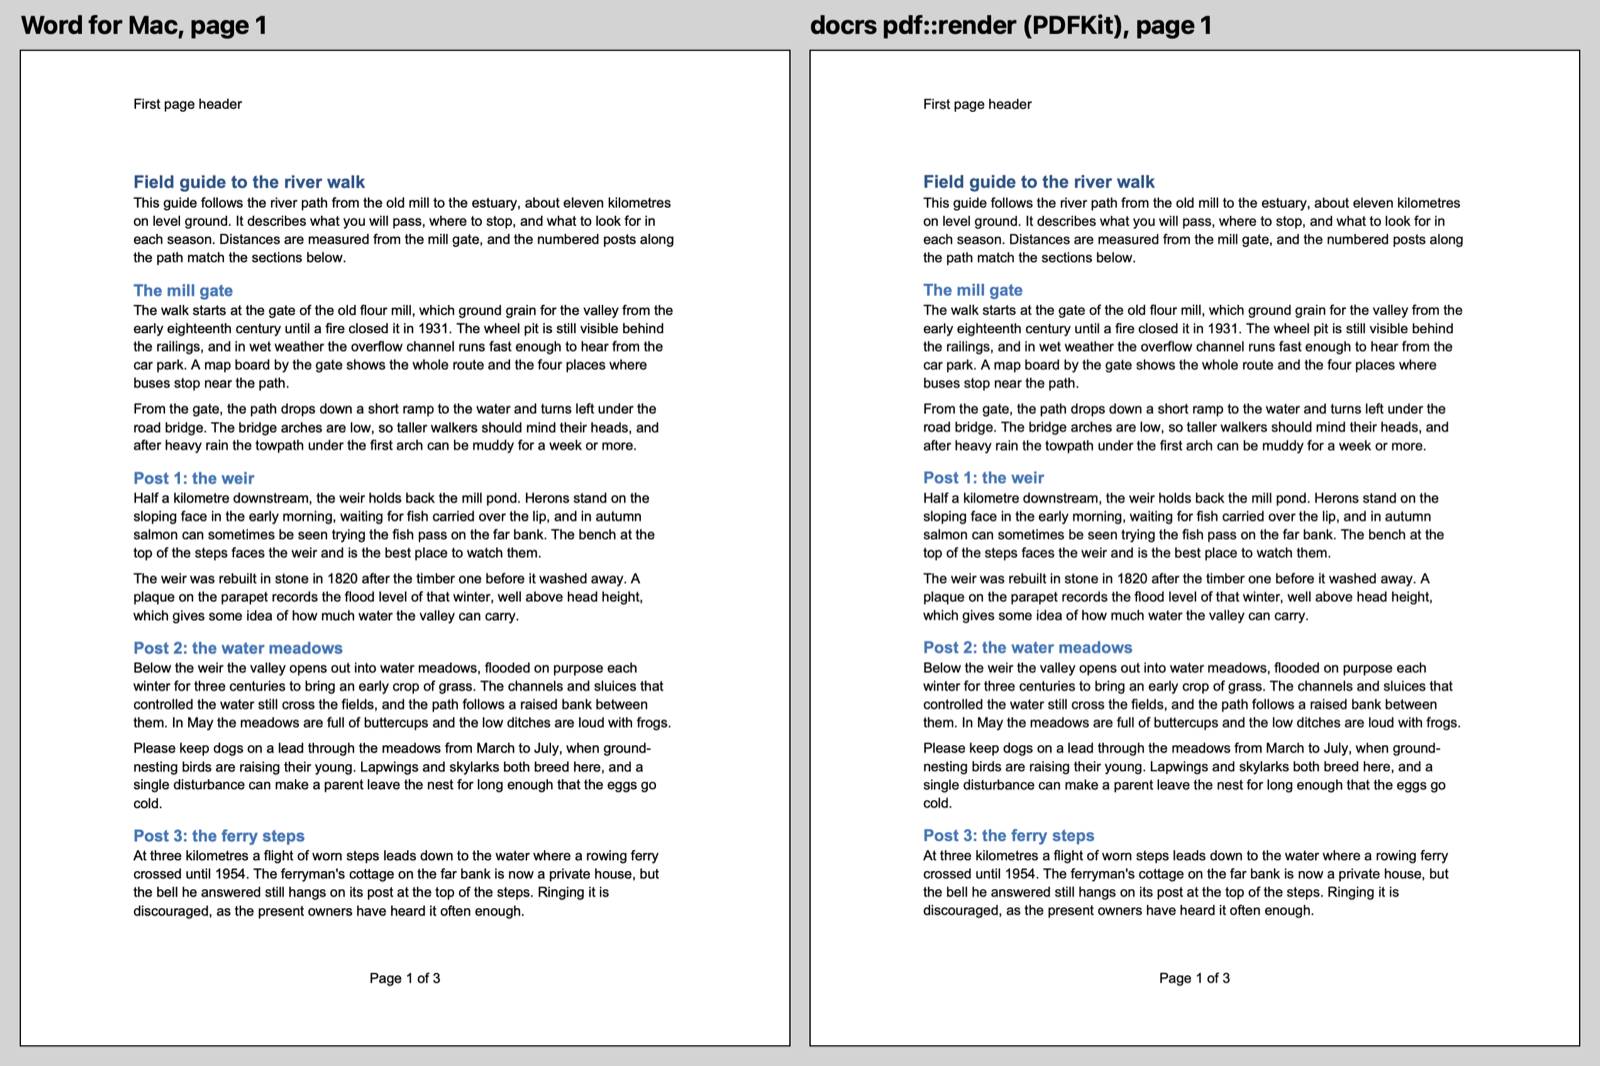 Word for Mac, page 1
First page header
Field guide to the river walk
This guide follows the river path from the old mill to the estuary, about eleven kilometres
on level ground. It describes what you will pass, where to stop, and what to look for in
each season. Distances are measured from the mill gate, and the numbered posts along
the path match the sections below.
The mill gate
The walk starts at the gate of the old flour mill, which ground grain for the valley from the
early eighteenth century until a fire closed it in 1931. The wheel pit is still visible behind
the railings, and in wet weather the overflow channel runs fast enough to hear from the
car park. A map board by the gate shows the whole route and the four places where
buses stop near the path.
From the gate, the path drops down a short ramp to the water and turns left under the
road bridge. The bridge arches are low, so taller walkers should mind their heads, and
after heavy rain the towpath under the first arch can be muddy for a week or more.
Post 1: the weir
Half a kilometre downstream, the weir holds back the mill pond. Herons stand on the
sloping face in the early morning, waiting for fish carried over the lip, and in autumn
salmon can sometimes be seen trying the fish pass on the far bank. The bench at the
top of the steps faces the weir and is the best place to watch them.
The weir was rebuilt in stone in 1820 after the timber one before it washed away. A
plaque on the parapet records the flood level of that winter, well above head height,
which gives some idea of how much water the valley can carry.
Post 2: the water meadows
Below the weir the valley opens out into water meadows, flooded on purpose each
winter for three centuries to bring an early crop of grass. The channels and sluices that
controlled the water still cross the fields, and the path follows a raised bank between
them. In May the meadows are full of buttercups and the low ditches are loud with frogs.
Please keep dogs on a lead through the meadows from March to July, when ground-
nesting birds are raising their young. Lapwings and skylarks both breed here, and a
single disturbance can make a parent leave the nest for long enough that the eggs go
cold.
Post 3: the ferry steps
At three kilometres a flight of worn steps leads down to the water where a rowing ferry
crossed until 1954. The ferryman's cottage on the far bank is now a private house, but
the bell he answered still hangs on its post at the top of the steps. Ringing it is
discouraged, as the present owners have heard it often enough.
Page 1 of 3
docrs pdf::render (PDFKit), page 1
First page header
Field guide to the river walk
This guide follows the river path from the old mill to the estuary, about eleven kilometres
on level ground. It describes what you will pass, where to stop, and what to look for in
each season. Distances are measured from the mill gate, and the numbered posts along
the path match the sections below.
The mill gate
The walk starts at the gate of the old flour mill, which ground grain for the valley from the
early eighteenth century until a fire closed it in 1931. The wheel pit is still visible behind
the railings, and in wet weather the overflow channel runs fast enough to hear from the
car park. A map board by the gate shows the whole route and the four places where
buses stop near the path.
From the gate, the path drops down a short ramp to the water and turns left under the
road bridge. The bridge arches are low, so taller walkers should mind their heads, and
after heavy rain the towpath under the first arch can be muddy for a week or more.
Post 1: the weir
Half a kilometre downstream, the weir holds back the mill pond. Herons stand on the
sloping face in the early morning, waiting for fish carried over the lip, and in autumn
salmon can sometimes be seen trying the fish pass on the far bank. The bench at the
top of the steps faces the weir and is the best place to watch them.
The weir was rebuilt in stone in 1820 after the timber one before it washed away. A
plaque on the parapet records the flood level of that winter, well above head height,
which gives some idea of how much water the valley can carry.
Post 2: the water meadows
Below the weir the valley opens out into water meadows, flooded on purpose each
winter for three centuries to bring an early crop of grass. The channels and sluices that
controlled the water still cross the fields, and the path follows a raised bank between
them. In May the meadows are full of buttercups and the low ditches are loud with frogs.
Please keep dogs on a lead through the meadows from March to July, when ground-
nesting birds are raising their young. Lapwings and skylarks both breed here, and a
single disturbance can make a parent leave the nest for long enough that the eggs go
cold.
Post 3: the ferry steps
At three kilometres a flight of worn steps leads down to the water where a rowing ferry
crossed until 1954. The ferryman's cottage on the far bank is now a private house, but
the bell he answered still hangs on its post at the top of the steps. Ringing it is
discouraged, as the present owners have heard it often enough.
Page 1 of 3